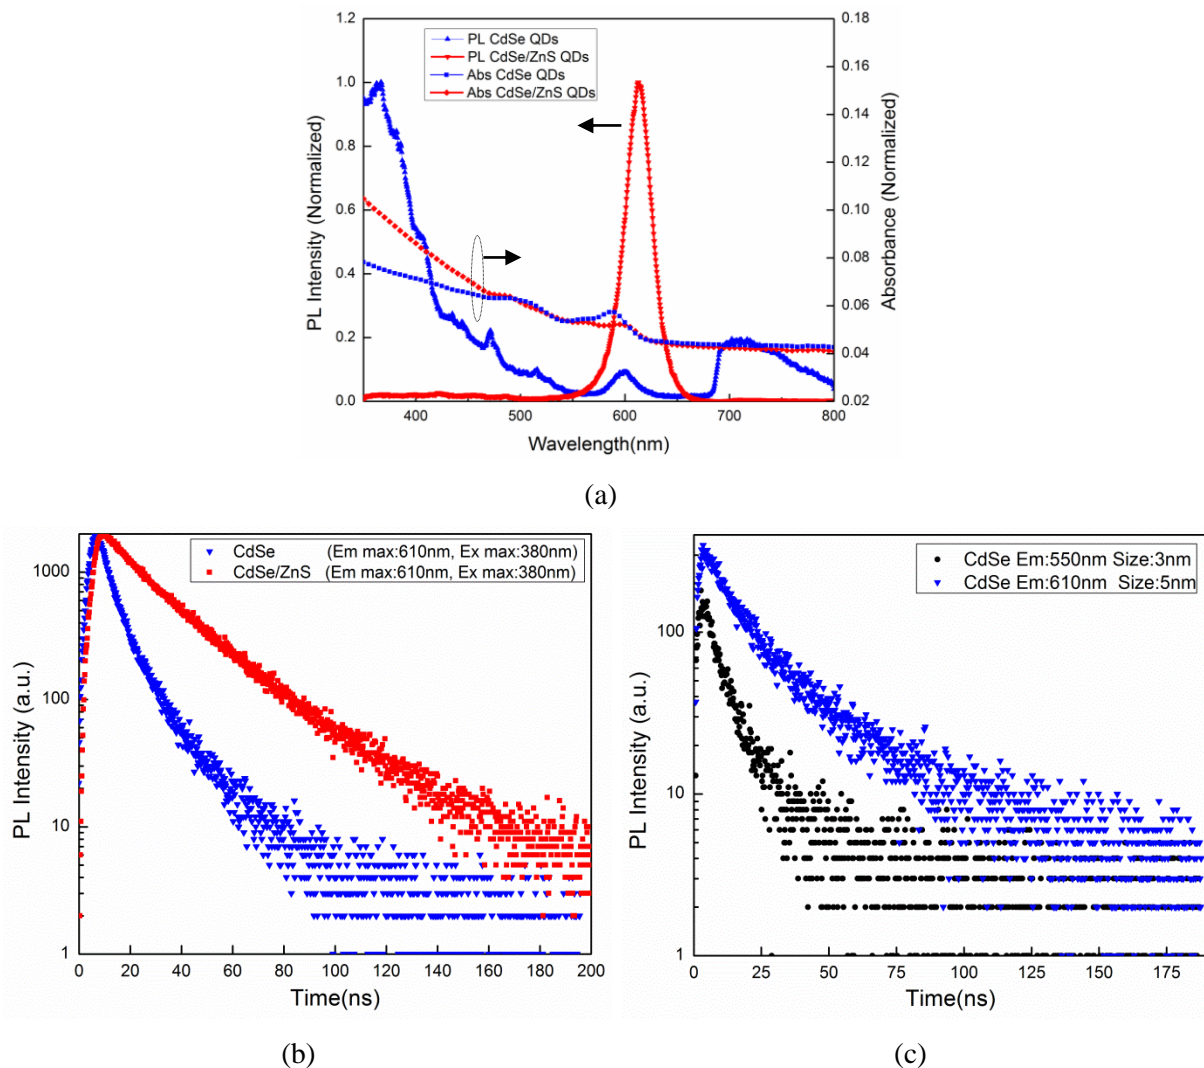 1.2
1.0
0.8
0.6
0.4
0.2
0.0
PL Intensity (Normalized)
PL CdSe QDs
PL CdSe/ZnS QDs
Abs CdSe QDs
Abs CdSe/ZnS QDs
0.18
0.16
0.14
0.12
0.10
0.08
0.06
0.04
0.02
Absorbance (Normalized)
400 500 600 700 800
Wavelength(nm)
(a)
1000
100
10
1
PL Intensity (a.u.)
CdSe (Em max:610nm, Ex max:380nm)
CdSe/ZnS (Em max:610nm, Ex max:380nm)
0 20 40 60 80 100 120 140 160 180 200
Time(ns)
(b)
100
10
1
PL Intensity (a.u.)
CdSe Em:550nm Size:3nm
CdSe Em:610nm Size:5nm
0 25 50 75 100 125 150 175
Time(ns)
(c)